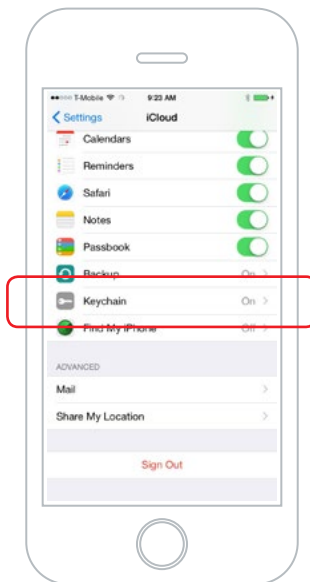 T-Mobile 9:23 AM
Settings iCloud
Calendars
Reminders
Safari
Notes
Passbook
Backup On
Keychain On
Find My iPhone Off
ADVANCED
Mail
Share My Location
Sign Out